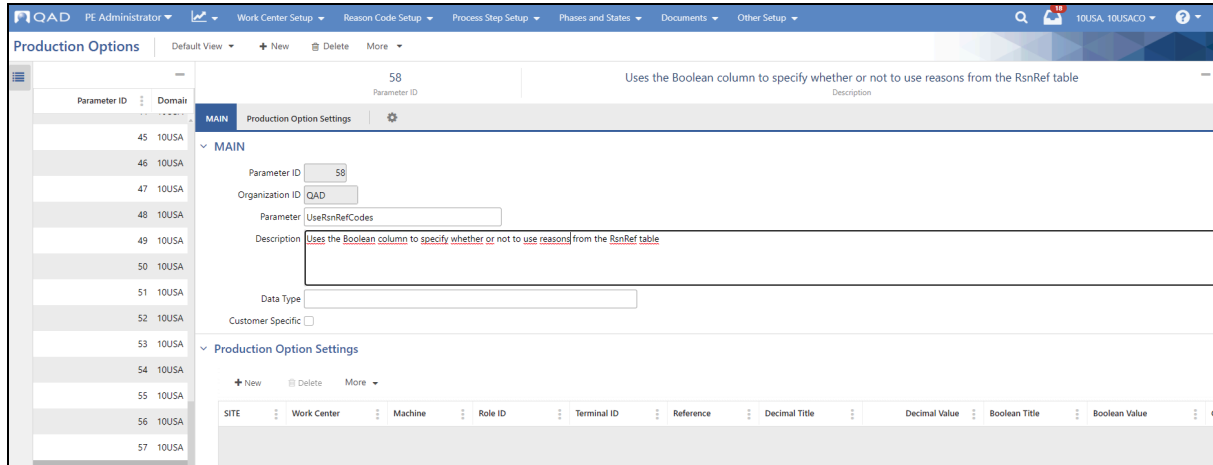 QAD PE Administrator Work Center Setup Reason Code Setup Process Step Setup Phases and States Documents Other Setup 18 10USA, 10USACO ?
Production Options Default View + New Delete More
58 Uses the Boolean column to specify whether or not to use reasons from the RsnRef table
Parameter ID Description
Parameter ID Domain
MAIN Production Option Settings
45 10USA
MAIN
46 10USA
Parameter ID 58
47 10USA
Organization ID QAD
48 10USA
Parameter UseRsnRefCodes
49 10USA
Description Uses the Boolean column to specify whether or not to use reasons from the RsnRef table
50 10USA
51 10USA
Data Type
52 10USA
Customer Specific
53 10USA
Production Option Settings
54 10USA
+ New Delete More
55 10USA
SITE Work Center Machine Role ID Terminal ID Reference Decimal Title Decimal Value Boolean Title Boolean Value
56 10USA
57 10USA